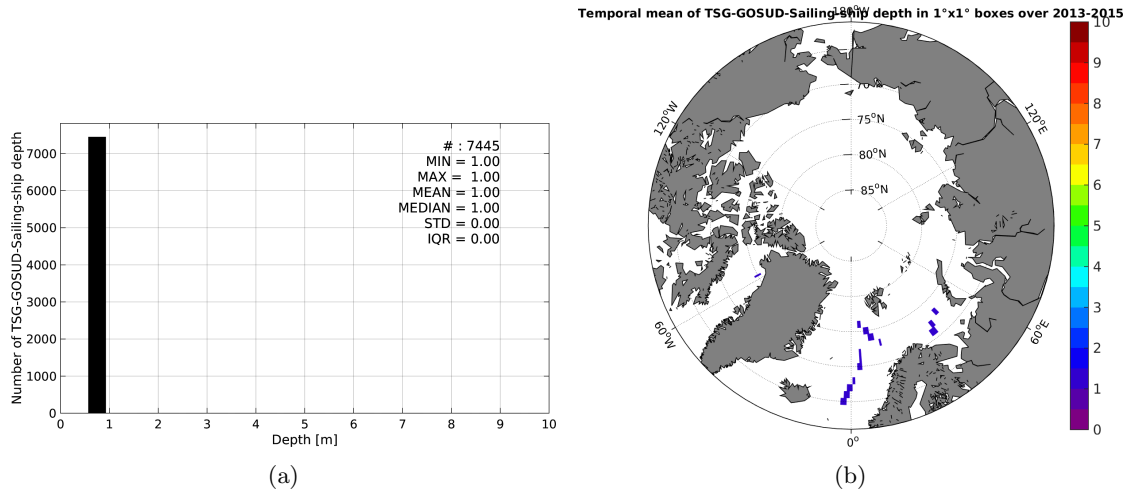 Number of TSG-GOSUD-Sailing-ship depth
7000
6000
5000
4000
3000
2000
1000
0
# : 7445
MIN = 1.00
MAX = 1.00
MEAN = 1.00
MEDIAN = 1.00
STD = 0.00
IQR = 0.00
0 1 2 3 4 5 6 7 8 9 10
Depth [m]
(a)
Temporal mean of TSG-GOSUD-Sailing-ship depth in 1°x1° boxes over 2013-2015
180°W
120°W
120°E
75°N
80°N
85°N
60°W
60°E
0°
10
9
8
7
6
5
4
3
2
1
0
(b)